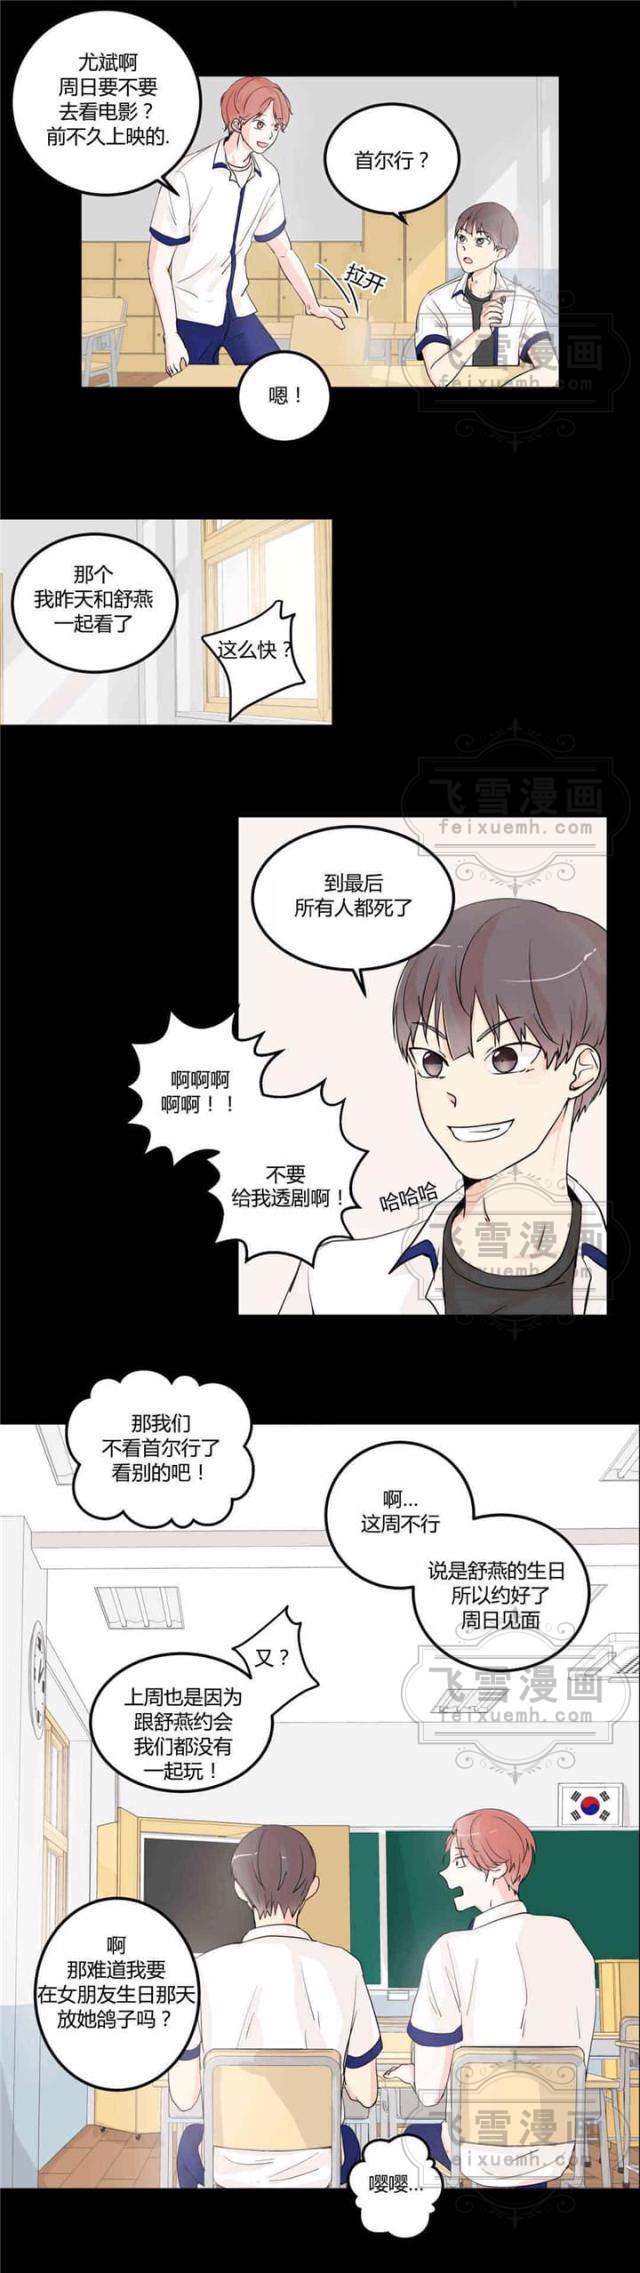 尤斌啊
周日要不要
去看电影？
前不久上映的.
首尔行？
拉开
飞雪漫画
feixuemh.com
嗯！
那个
我昨天和舒燕
一起看了
这么快？
飞雪漫画
feixuemh.com
到最后
所有人都死了
啊啊啊
啊啊！！
不要
给我透剧啊！
哈哈哈
飞雪漫画
feixuemh.com
那我们
不看首尔行了
看别的吧！
啊...
这周不行
说是舒燕的生日
所以约好了
周日见面
又？
上周也是因为
跟舒燕约会
我们都没有
一起玩！
飞雪漫画
feixuemh.com
啊
那难道我要
在女朋友生日那天
放她鸽子吗？
飞雪漫画
feixuemh.com
嘤嘤...